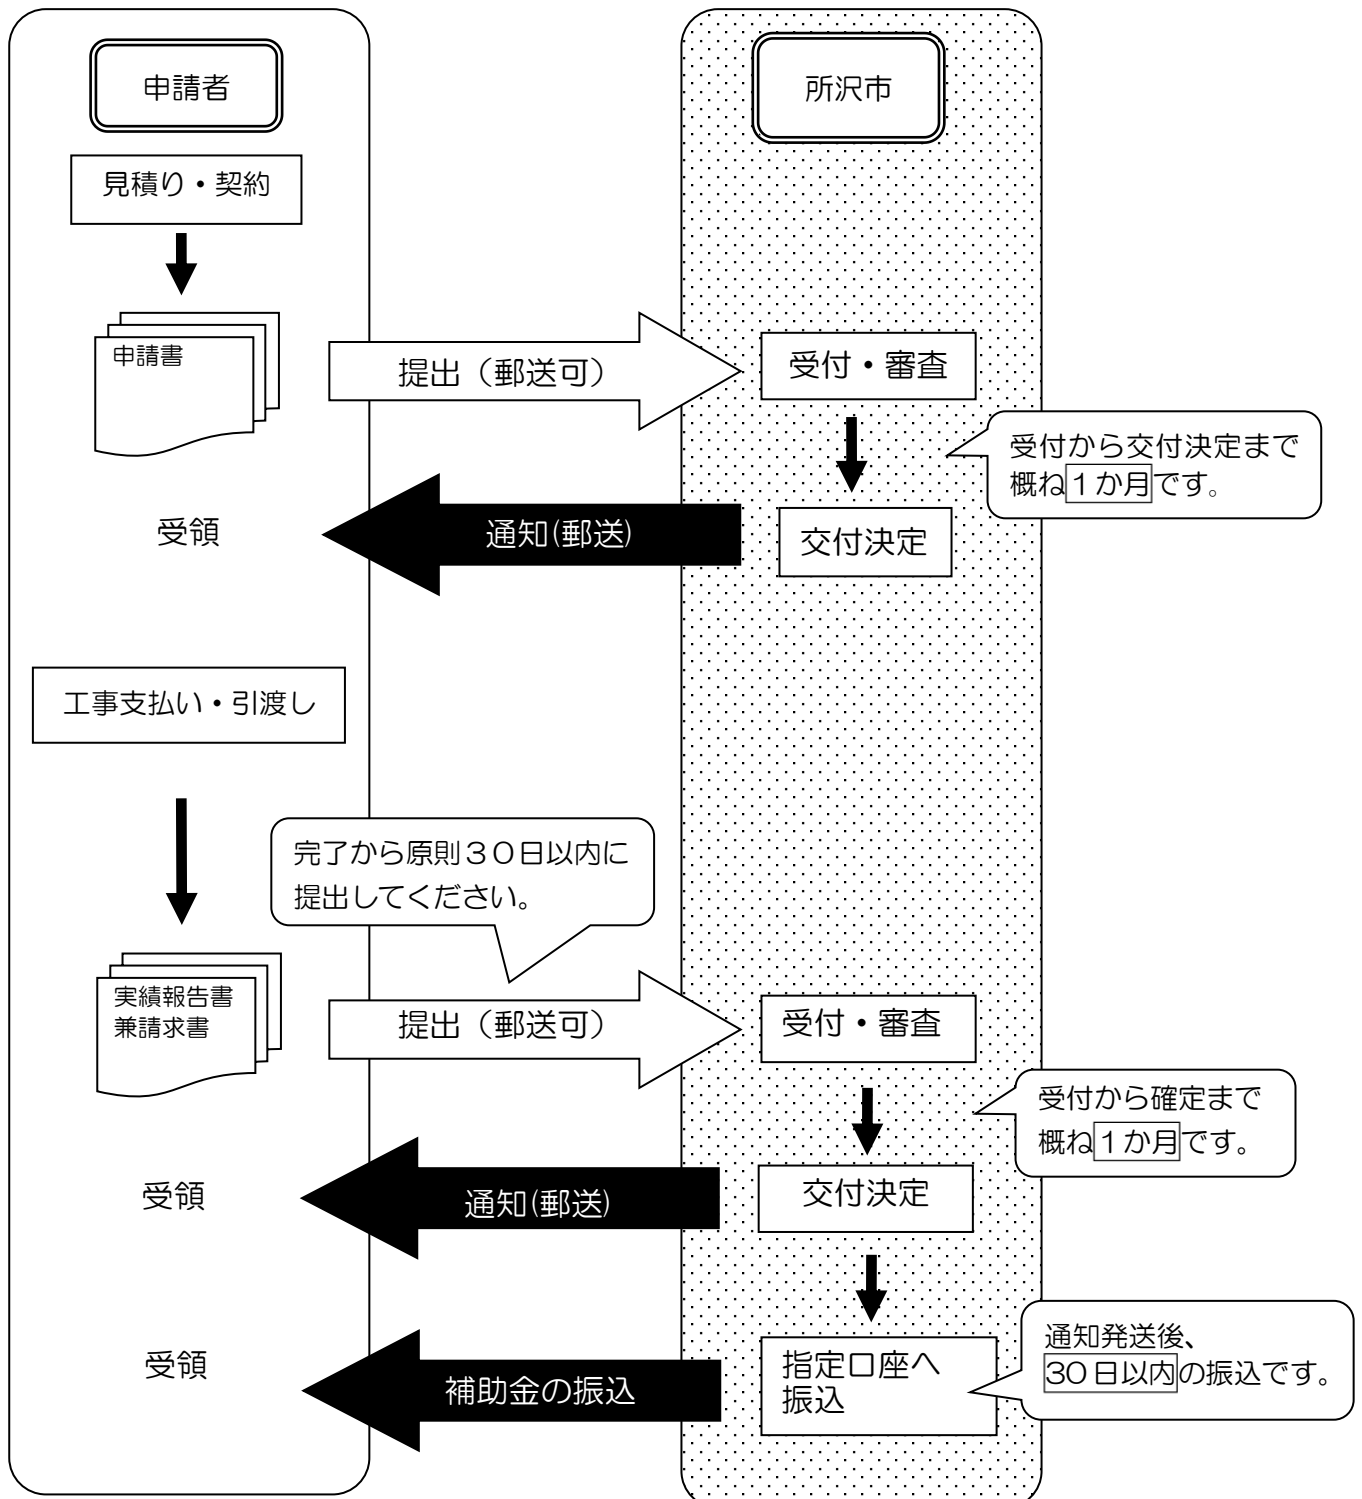 申請者
所沢市
見積り・契約
申請書
提出（郵送可）
受付・審査
受付から交付決定まで
概ね１か月です。
受領
通知(郵送)
交付決定
工事支払い・引渡し
完了から原則３０日以内に
提出してください。
実績報告書
兼請求書
提出（郵送可）
受付・審査
受付から確定まで
概ね１か月です。
受領
通知(郵送)
交付決定
受領
補助金の振込
指定口座へ
振込
通知発送後、
30日以内の振込です。